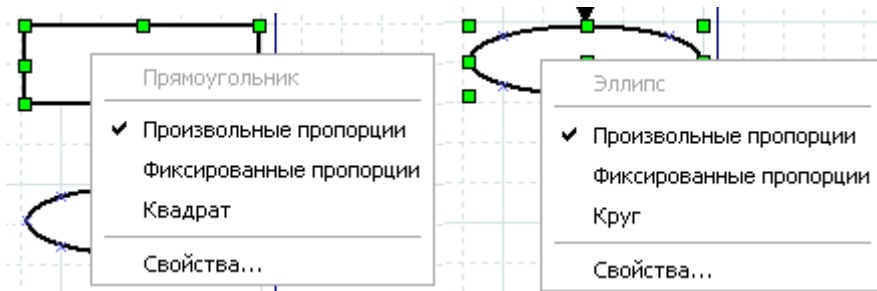 Прямоугольник
Произвольные пропорции
Фиксированные пропорции
Квадрат
Свойства...
Эллипс
Произвольные пропорции
Фиксированные пропорции
Круг
Свойства...